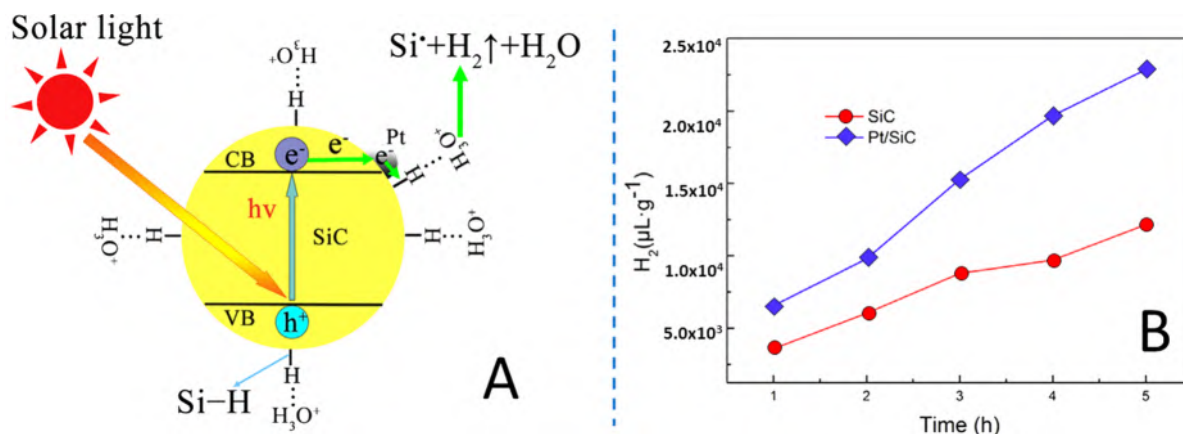 Solar light
Si•+H₂↑+H₂O
H₃O⁺
H
Pt
CB
e⁻
e⁻
e⁻
H
H₃O⁺
hν
SiC
H₃O⁺
H
H
H₃O⁺
VB
h⁺
Si–H
H
H₃O⁺
A
2.5x10⁴
2.0x10⁴
1.5x10⁴
1.0x10⁴
5.0x10³
H₂(μL·g⁻¹)
SiC
Pt/SiC
B
1 2 3 4 5
Time (h)